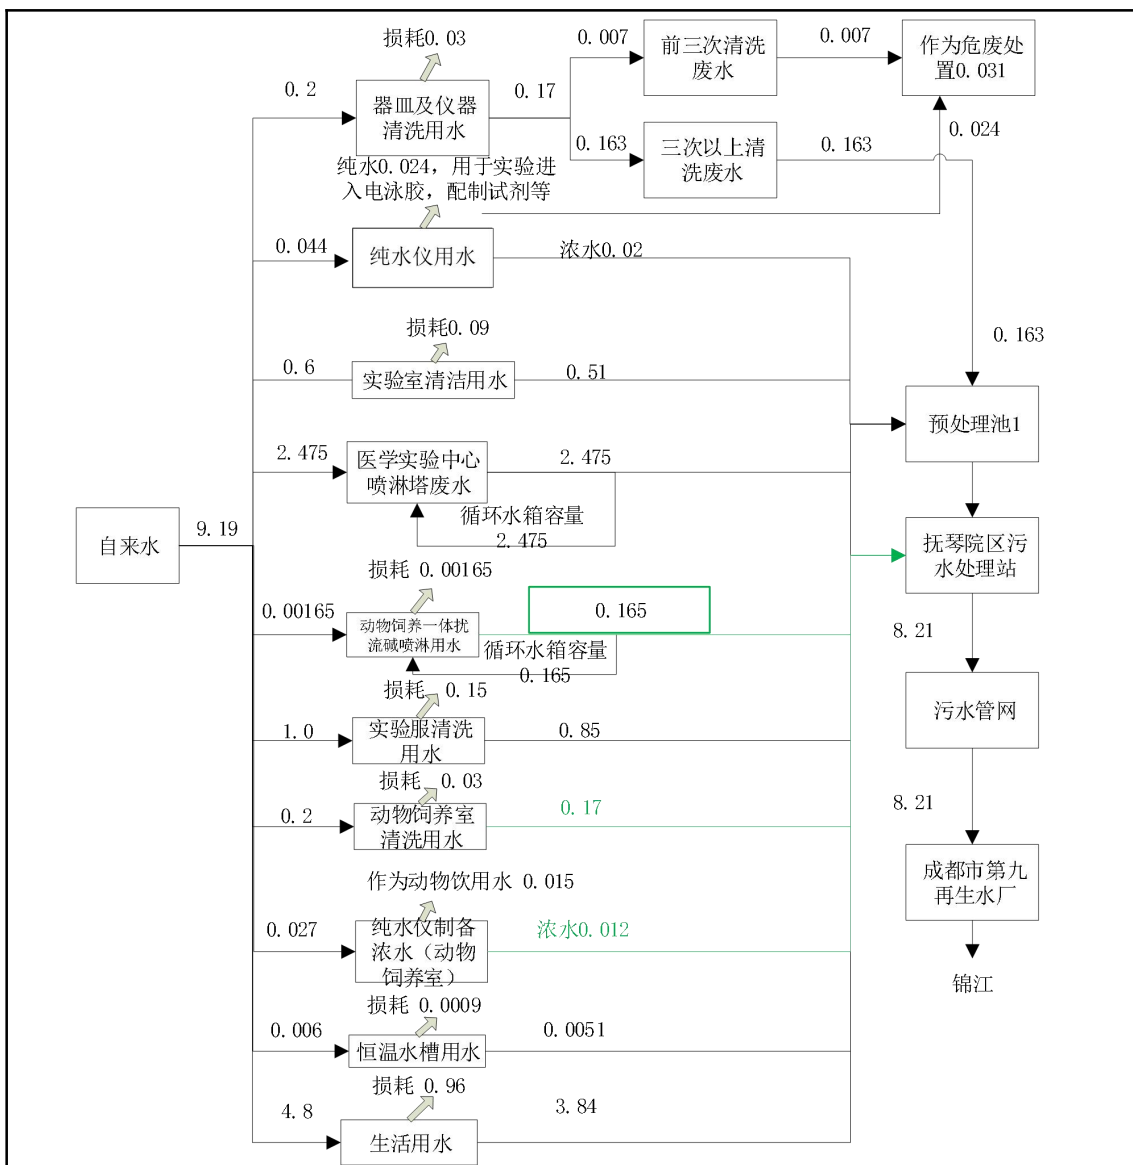 损耗0.03
0.2
器皿及仪器
清洗用水
0.17
0.007
前三次清洗
废水
0.007
作为危废处
置0.031
0.163
三次以上清
洗废水
0.163
0.024
纯水0.024，用于实验进
入电泳胶，配制试剂等
0.044
纯水仪用水
浓水0.02
0.163
损耗0.09
0.6
实验室清洁用水
0.51
预处理池1
2.475
医学实验中心
喷淋塔废水
2.475
循环水箱容量
2.475
自来水
9.19
抚琴院区污
水处理站
损耗 0.00165
0.00165
动物饲养一体扰
流碱喷淋用水
0.165
循环水箱容量
0.165
8.21
损耗 0.15
1.0
实验服清洗
用水
0.85
污水管网
损耗 0.03
0.2
动物饲养室
清洗用水
0.17
8.21
成都市第九
再生水厂
作为动物饮用水 0.015
0.027
纯水仪制备
浓水（动物
饲养室）
浓水0.012
锦江
损耗 0.0009
0.006
恒温水槽用水
0.0051
损耗 0.96
4.8
生活用水
3.84